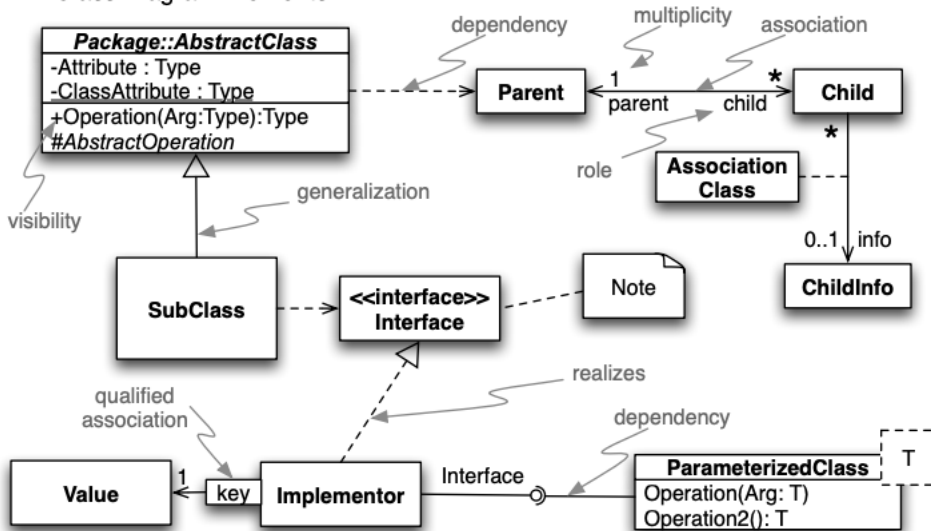 dependency
multiplicity
association
Package::AbstractClass
-Attribute : Type
-ClassAttribute : Type
+Operation(Arg:Type):Type
#AbstractOperation
Parent
1
*
parent
child
Child
*
role
Association
Class
visibility
generalization
0..1 info
ChildInfo
SubClass
<<interface>>
Interface
Note
realizes
qualified
association
dependency
Value
1
key
Implementor
Interface
ParameterizedClass
T
Operation(Arg: T)
Operation2(): T